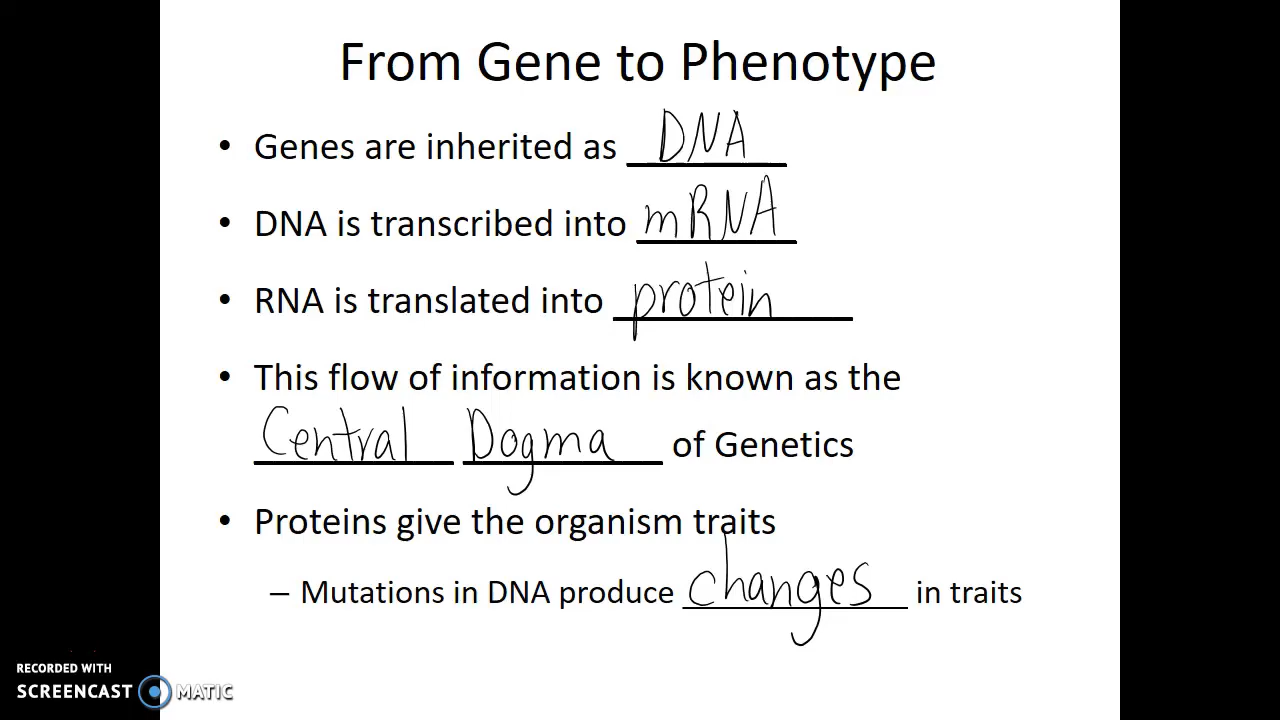 From Gene to Phenotype
• Genes are inherited as DNA
• DNA is transcribed into mRNA
• RNA is translated into protein
• This flow of information is known as the
Central Dogma of Genetics
• Proteins give the organism traits
– Mutations in DNA produce changes in traits
RECORDED WITH
SCREENCAST MATIC